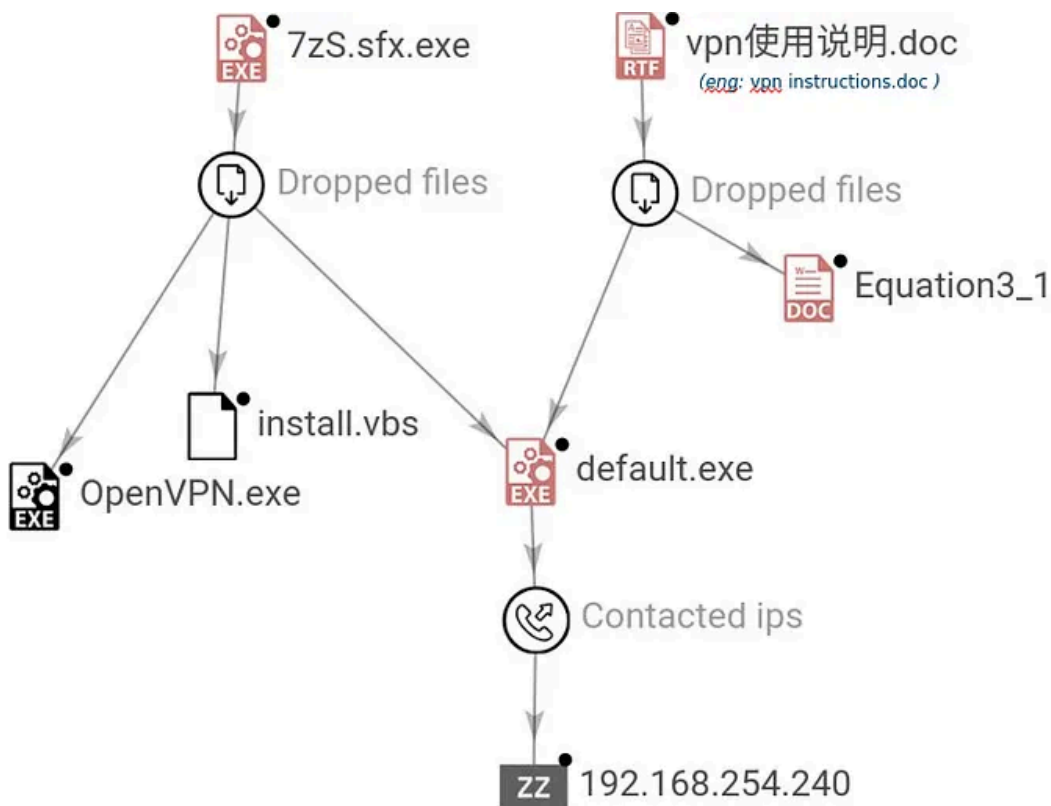 7zS.sfx.exe
EXE
vpn使用说明.doc
RTF
(eng: vpn instructions.doc )
Dropped files
Dropped files
Equation3_1
DOC
install.vbs
default.exe
EXE
OpenVPN.exe
EXE
Contacted ips
ZZ
192.168.254.240